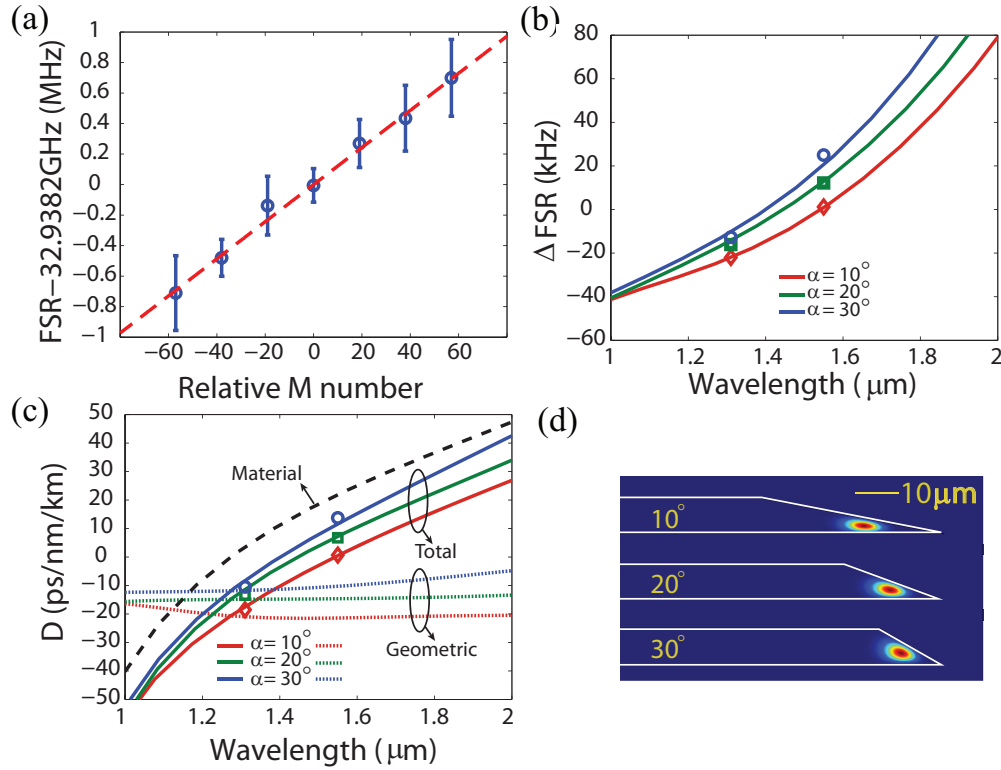 (a)
FSR−32.9382GHz (MHz)
1
0.8
0.6
0.4
0.2
0
−0.2
−0.4
−0.6
−0.8
−1
−60 −40 −20 0 20 40 60
Relative M number
(b)
Δ FSR (kHz)
80
60
40
20
0
−20
−40
−60
α = 10°
α = 20°
α = 30°
1 1.2 1.4 1.6 1.8 2
Wavelength (μm)
(c)
D (ps/nm/km)
50
40
30
20
10
0
−10
−20
−30
−40
−50
Material
Total
Geometric
α = 10°
α = 20°
α = 30°
1 1.2 1.4 1.6 1.8 2
Wavelength (μm)
(d)
10μm
10°
20°
30°